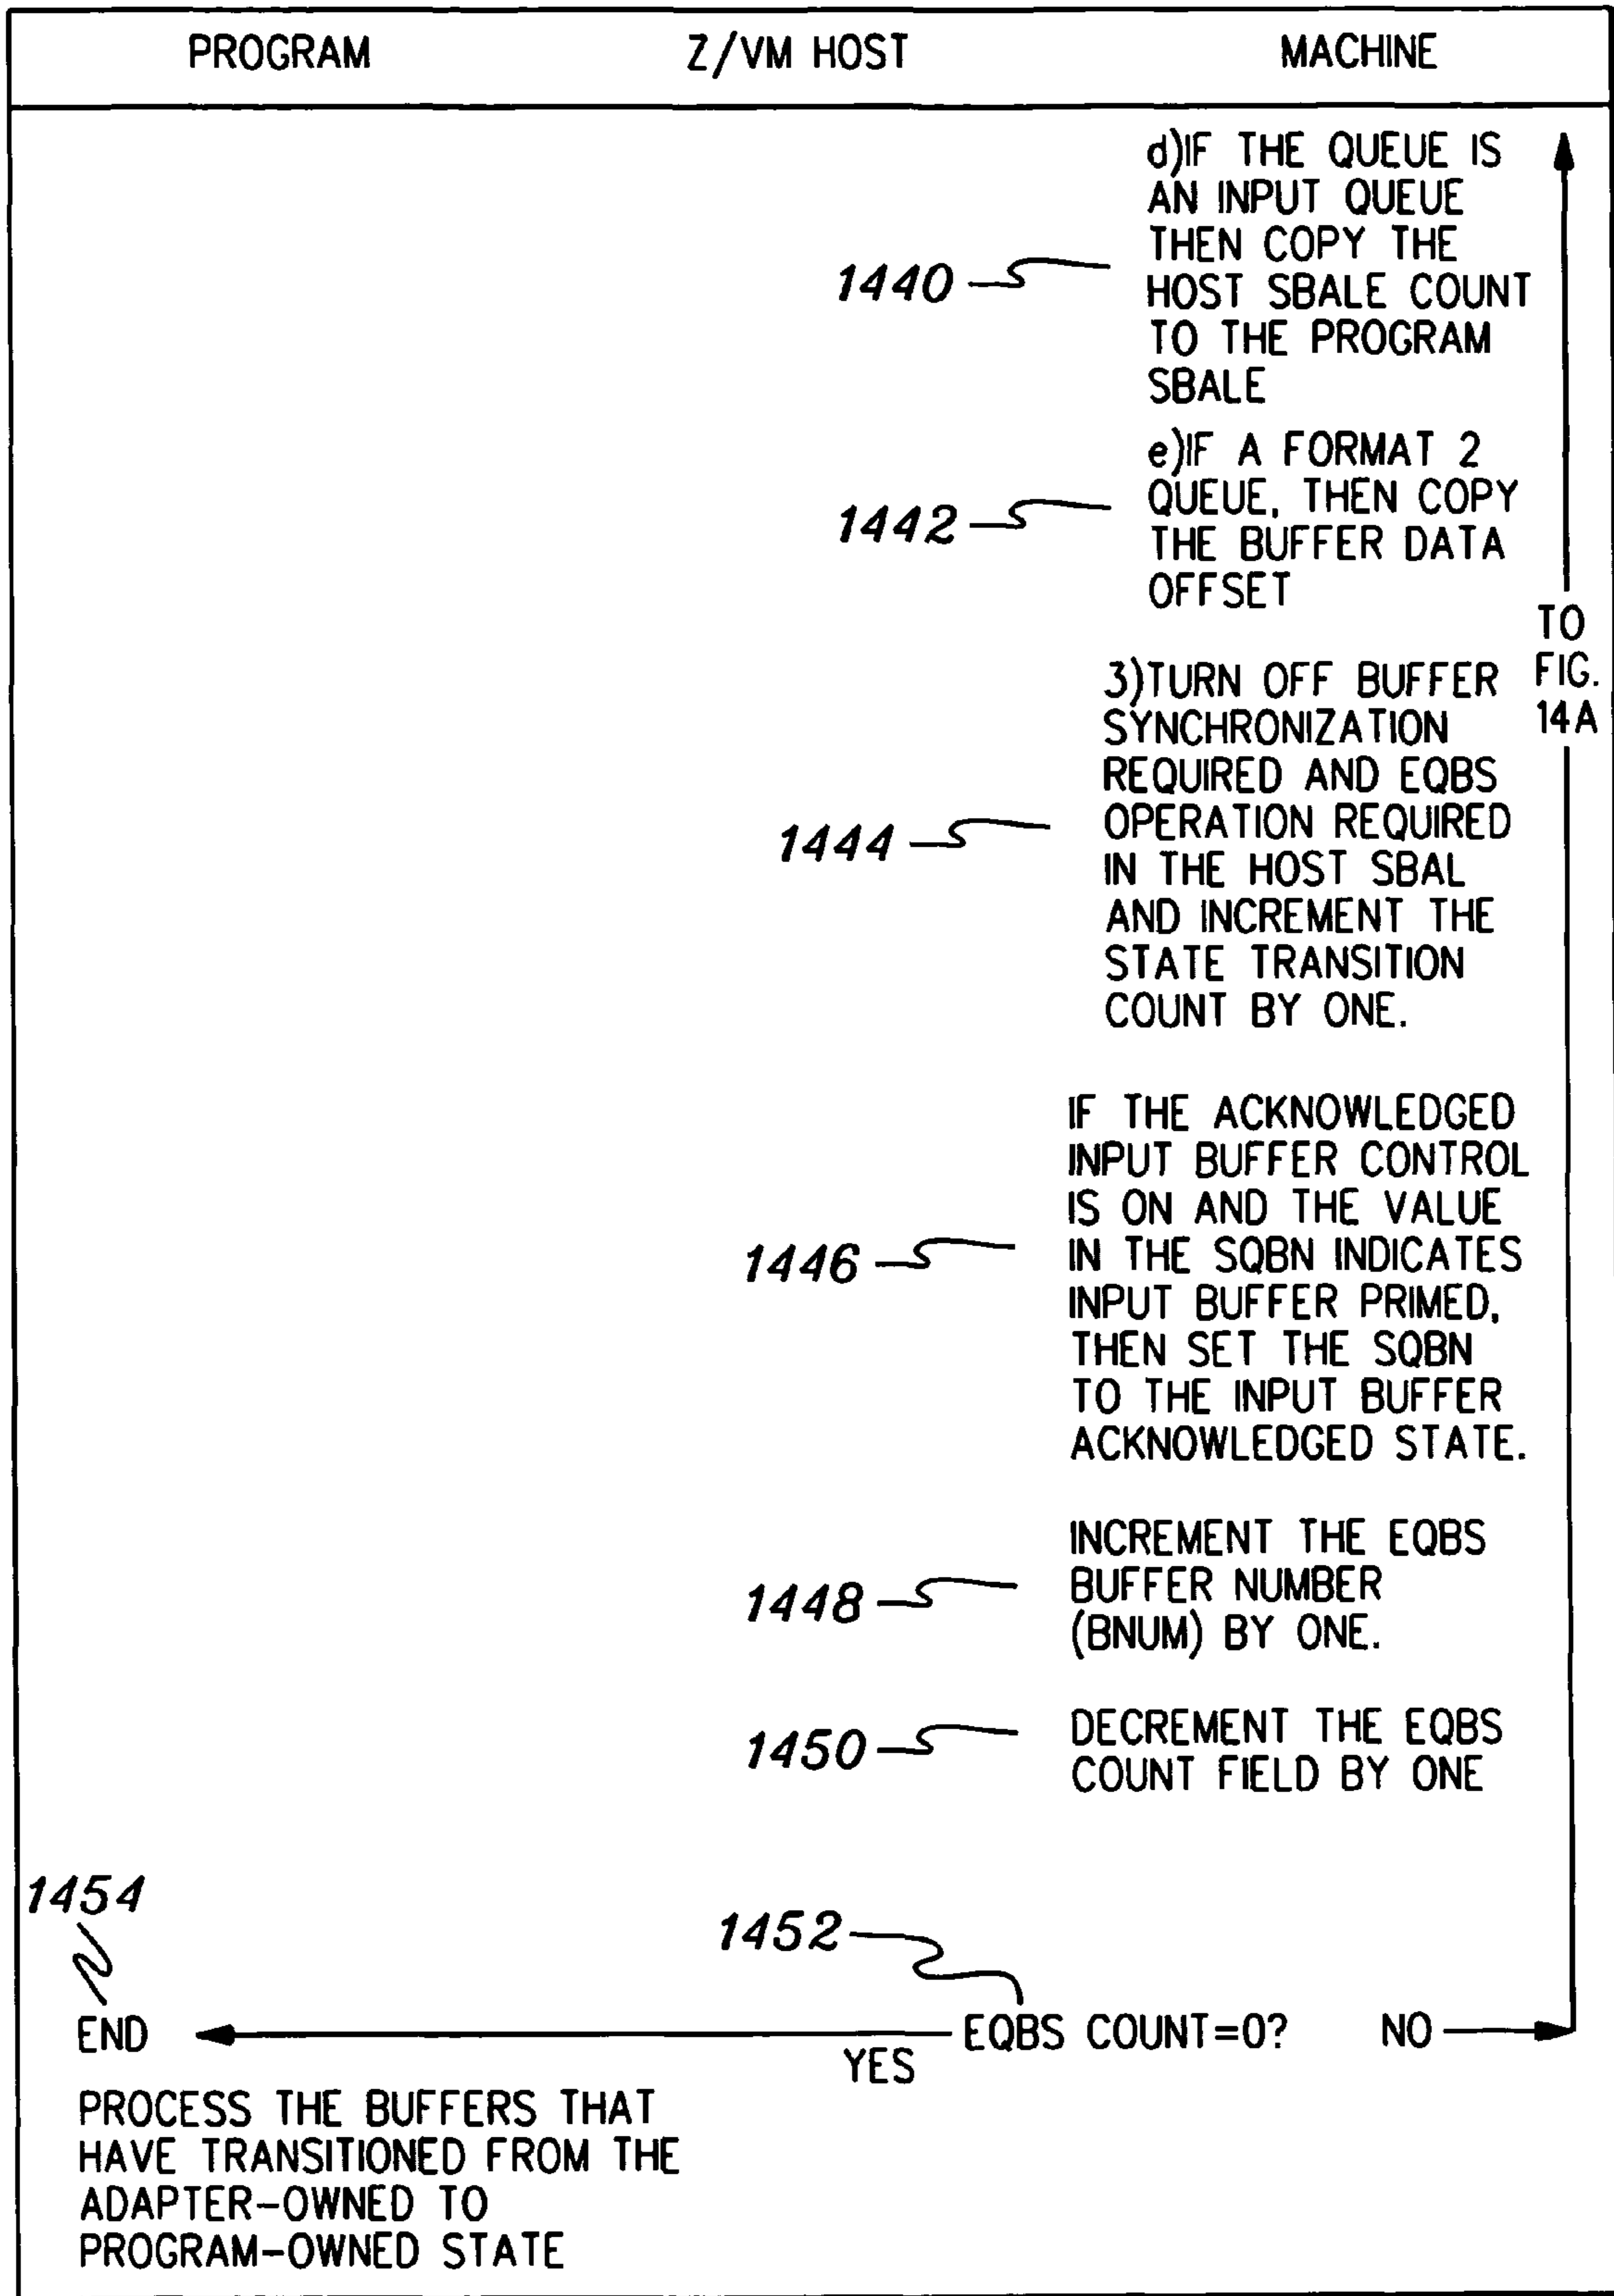 PROGRAM Z/VM HOST MACHINE
d)IF THE QUEUE IS
AN INPUT QUEUE
THEN COPY THE
1440
HOST SBALE COUNT
TO THE PROGRAM
SBALE
e)IF A FORMAT 2
QUEUE, THEN COPY
1442
THE BUFFER DATA
OFFSET
TO
FIG.
14A
3)TURN OFF BUFFER
SYNCHRONIZATION
REQUIRED AND EQBS
OPERATION REQUIRED
1444
IN THE HOST SBAL
AND INCREMENT THE
STATE TRANSITION
COUNT BY ONE.
IF THE ACKNOWLEDGED
INPUT BUFFER CONTROL
IS ON AND THE VALUE
IN THE SQBN INDICATES
1446
INPUT BUFFER PRIMED,
THEN SET THE SQBN
TO THE INPUT BUFFER
ACKNOWLEDGED STATE.
INCREMENT THE EQBS
BUFFER NUMBER
1448
(BNUM) BY ONE.
DECREMENT THE EQBS
1450
COUNT FIELD BY ONE
1454
1452
END
YES
EQBS COUNT=0? NO
PROCESS THE BUFFERS THAT
HAVE TRANSITIONED FROM THE
ADAPTER-OWNED TO
PROGRAM-OWNED STATE